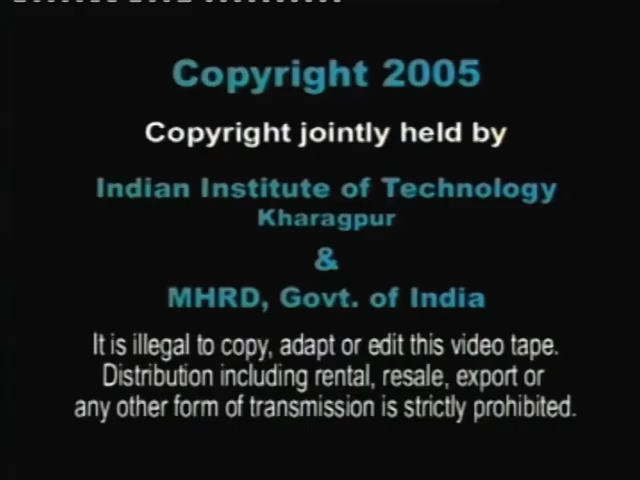 Copyright 2005
Copyright jointly held by
Indian Institute of Technology
Kharagpur
&
MHRD, Govt. of India
It is illegal to copy, adapt or edit this video tape.
Distribution including rental, resale, export or
any other form of transmission is strictly prohibited.